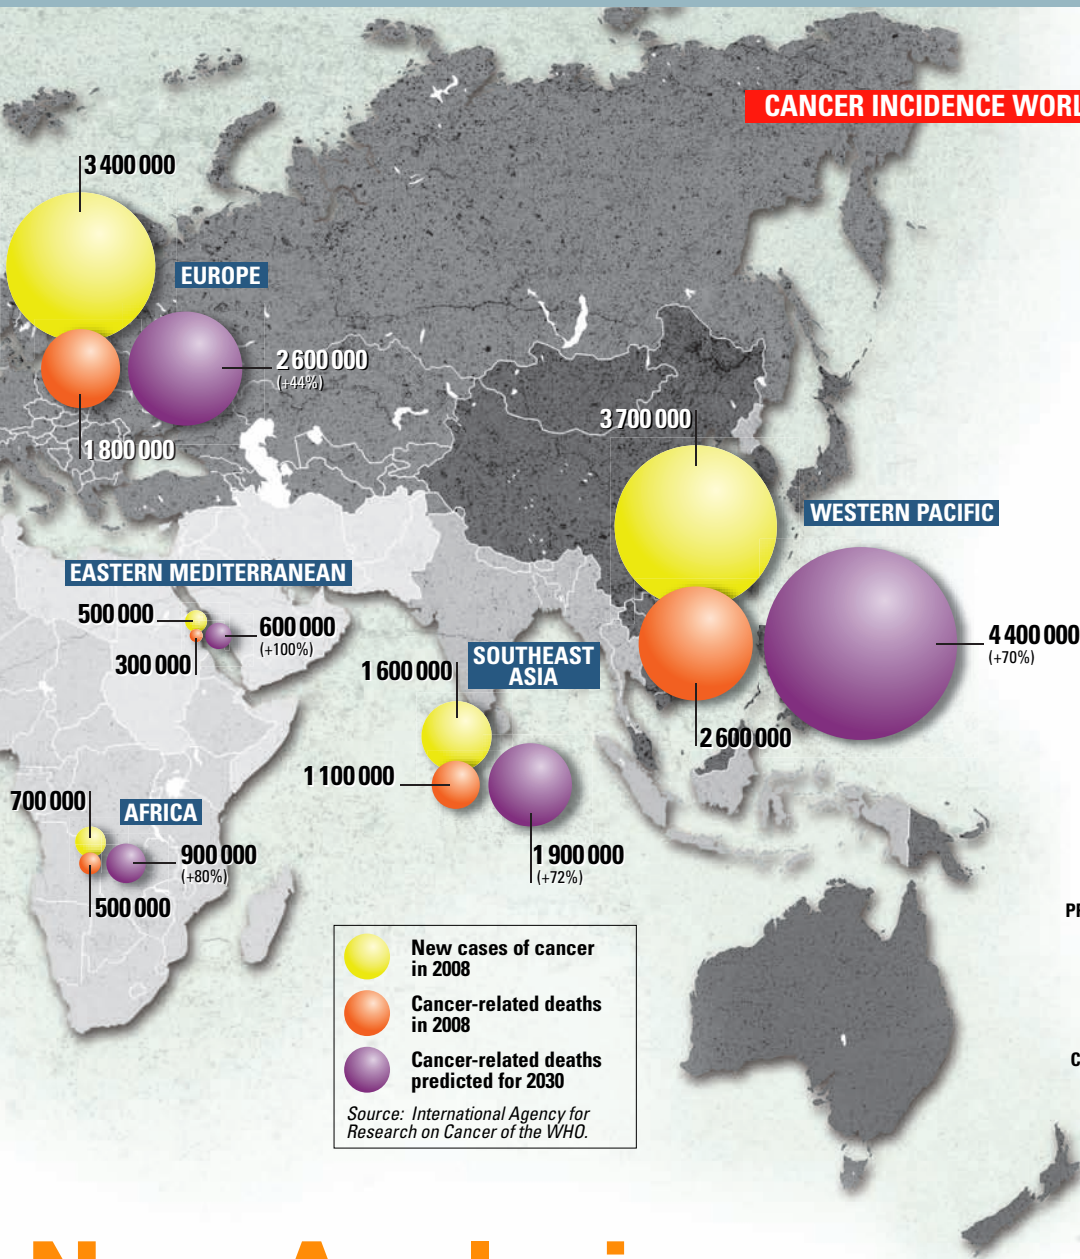 CANCER INCIDENCE
3 400 000
EUROPE
2 600 000
(+44%)
1 800 000
3 700 000
WESTERN PACIFIC
4 400 000
(+70%)
2 600 000
EASTERN MEDITERRANEAN
500 000
600 000
(+100%)
300 000
1 600 000
SOUTHEAST
ASIA
1 100 000
1 900 000
(+72%)
700 000
AFRICA
900 000
(+80%)
500 000
New cases of cancer
in 2008
Cancer-related deaths
in 2008
Cancer-related deaths
predicted for 2030
Source: International Agency for
Research on Cancer of the WHO.